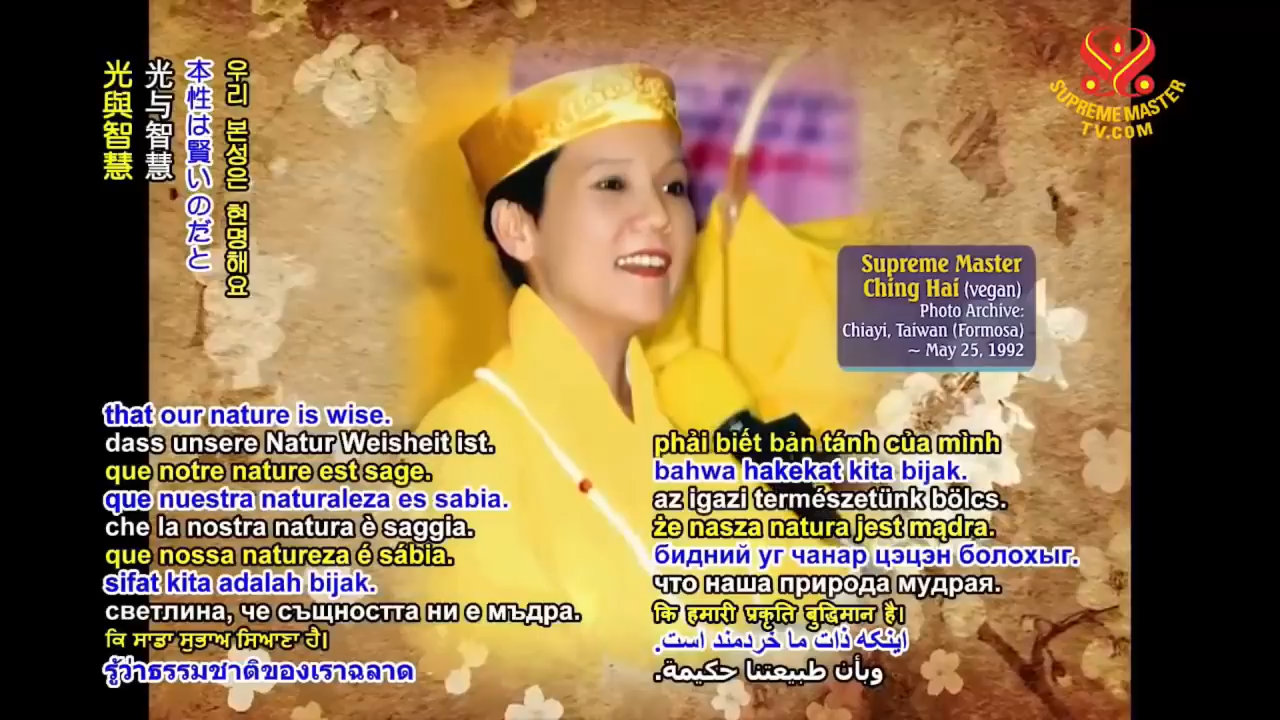 光與智慧
光与智慧
本性は賢いのだと
우리 본성은 현명해요
SUPREME MASTER
TV.COM
Supreme Master
Ching Hai (vegan)
Photo Archive:
Chiayi, Taiwan (Formosa)
~ May 25, 1992
that our nature is wise.
dass unsere Natur Weisheit ist.
que notre nature est sage.
que nuestra naturaleza es sabia.
che la nostra natura è saggia.
que nossa natureza é sábia.
sifat kita adalah bijak.
светлина, че същността ни е мъдра.
ਕਿ ਸਾਡਾ ਸੁਭਾਅ ਸਿਆਣਾ ਹੈ।
รู้ว่าธรรมชาติของเราฉลาด
phải biết bản tánh của mình
bahwa hakekat kita bijak.
az igazi természetünk bölcs.
że nasza natura jest mądra.
бидний уг чанар цэцэн болохыг.
что наша природа мудрая.
कि हमारी प्रकृति बुद्धिमान है।
اینکه ذات ما خردمند است.
وبأن طبيعتنا حكيمة.